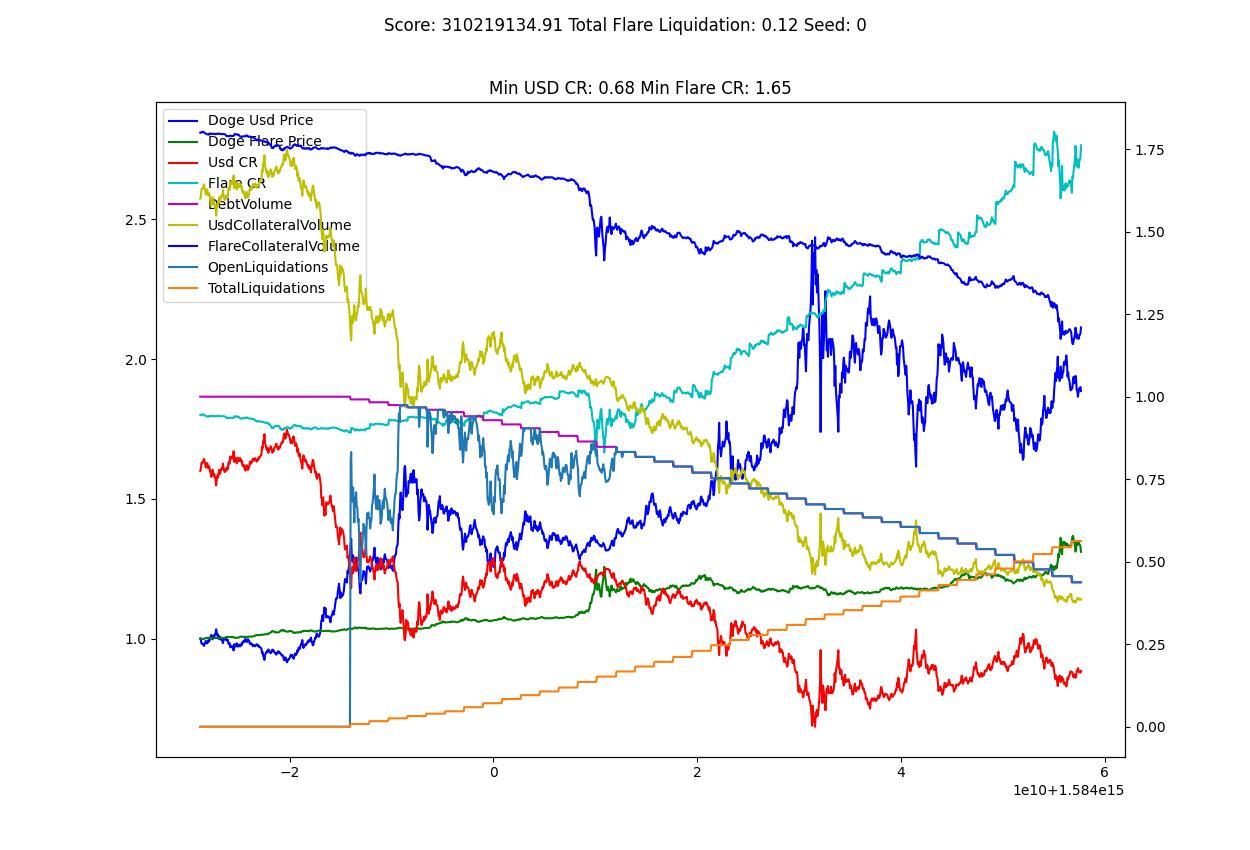 Score: 310219134.91 Total Flare Liquidation: 0.12 Seed: 0
Min USD CR: 0.68 Min Flare CR: 1.65
Doge Usd Price
Doge Flare Price
Usd CR
Flare CR
DebtVolume
UsdCollateralVolume
FlareCollateralVolume
OpenLiquidations
TotalLiquidations
2.5
2.0
1.5
1.0
1.75
1.50
1.25
1.00
0.75
0.50
0.25
0.00
−2 0 2 4 6
1e10+1.584e15